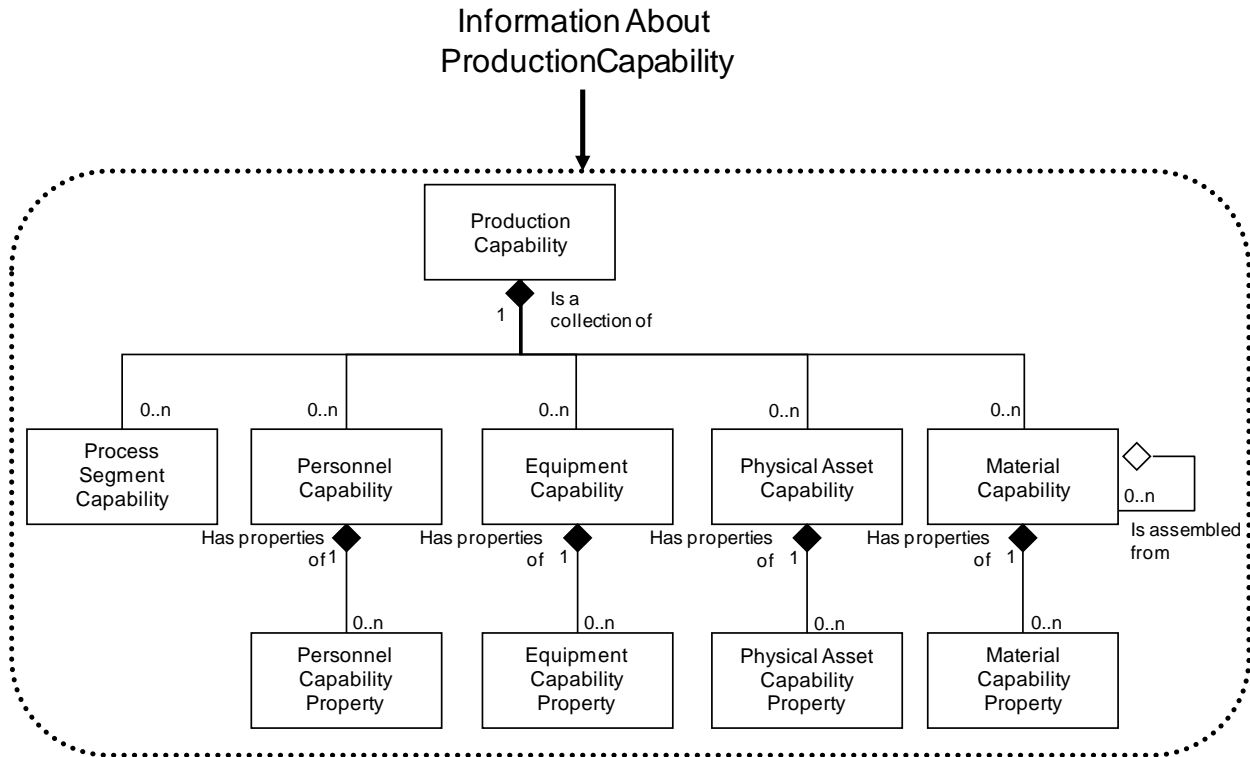 Information About
ProductionCapability
Production
Capability
1
Is a
collection of
0..n
0..n
0..n
0..n
0..n
Process
Segment
Capability
Personnel
Capability
Equipment
Capability
Physical Asset
Capability
Material
Capability
0..n
Is assembled
from
Has properties
of
1
Has properties
of
1
Has properties
of
1
Has properties
of
1
0..n
0..n
0..n
0..n
Personnel
Capability
Property
Equipment
Capability
Property
Physical Asset
Capability
Property
Material
Capability
Property